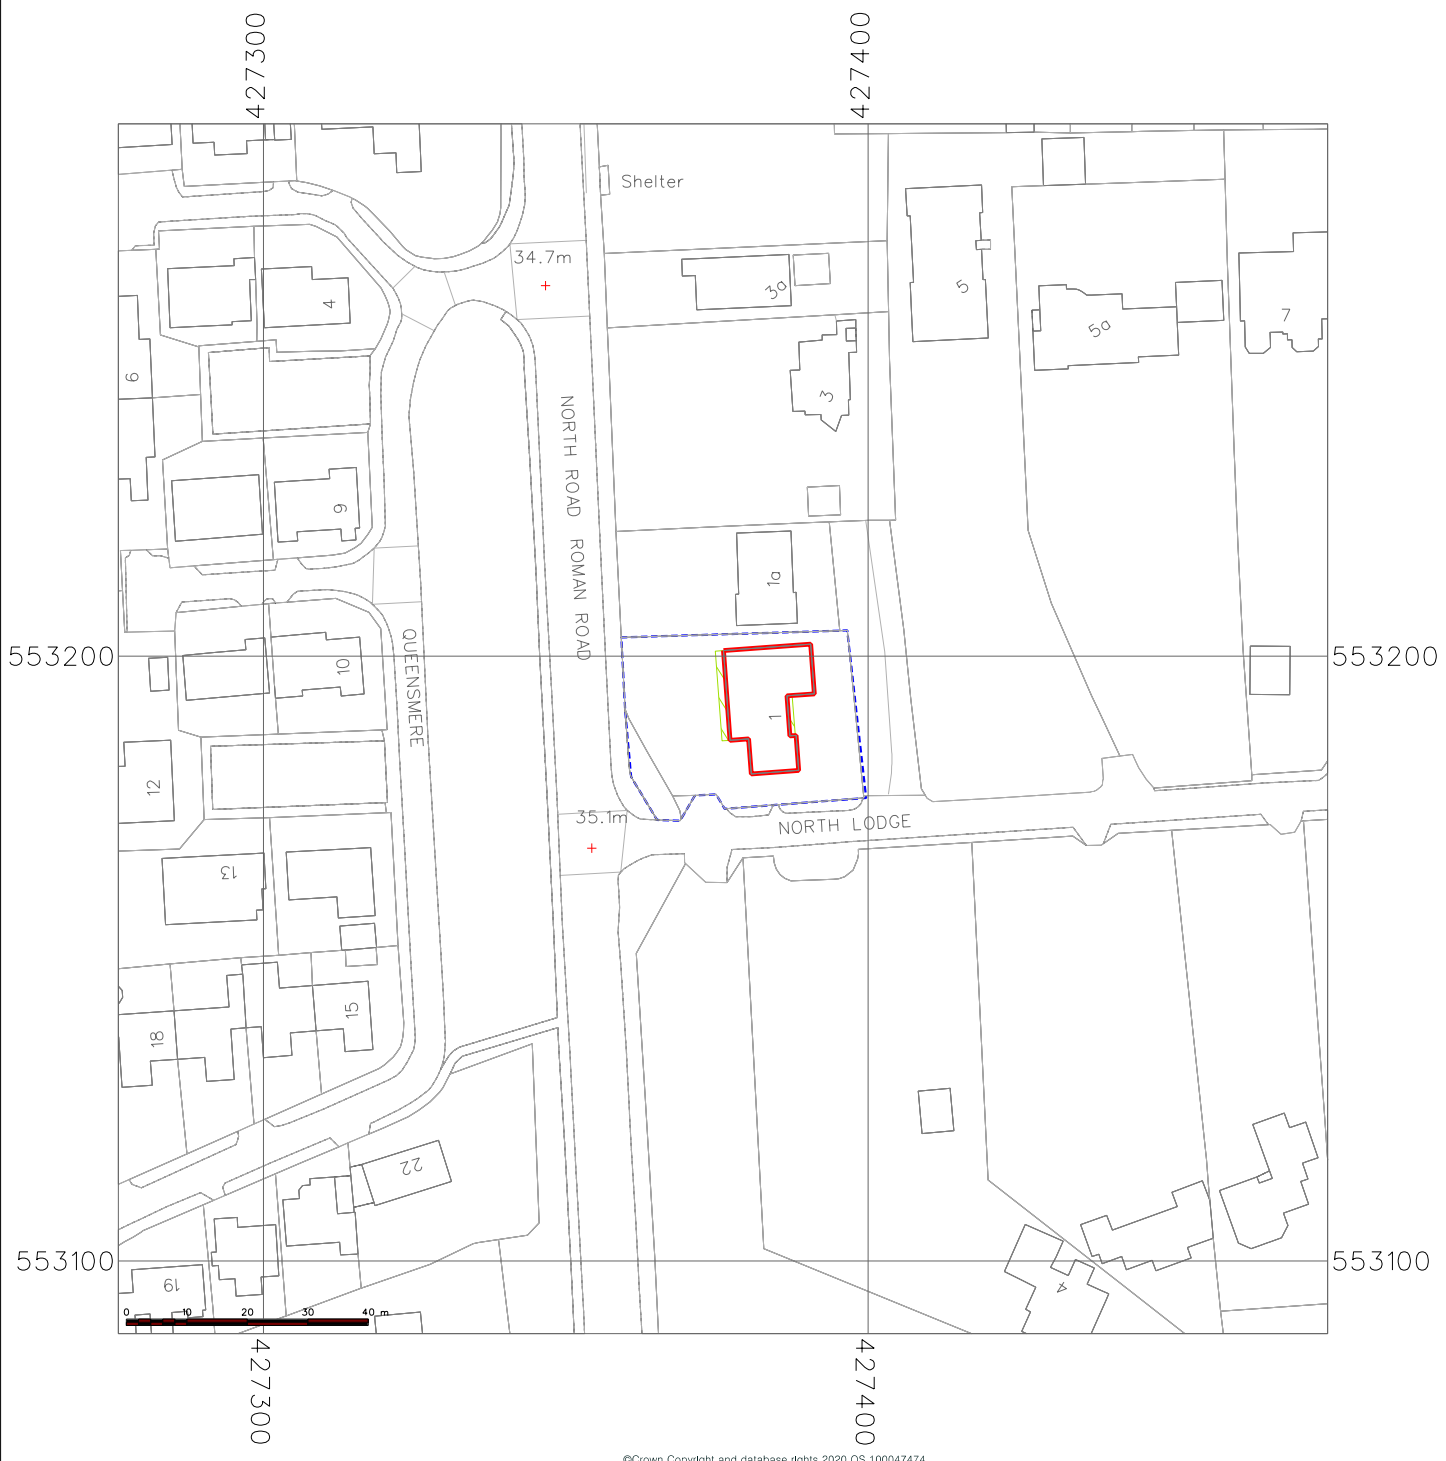 427300
427400
Shelter
34.7m
3a
5
4
5a
7
6
3
NORTH ROAD ROMAN ROAD
9
1a
QUEENSMERE
553200
553200
10
1
12
35.1m
NORTH LODGE
13
15
18
22
553100
553100
19
4
0 10 20 30 40 m
427300
427400
©Crown Copyright and database rights 2020 OS 100047474